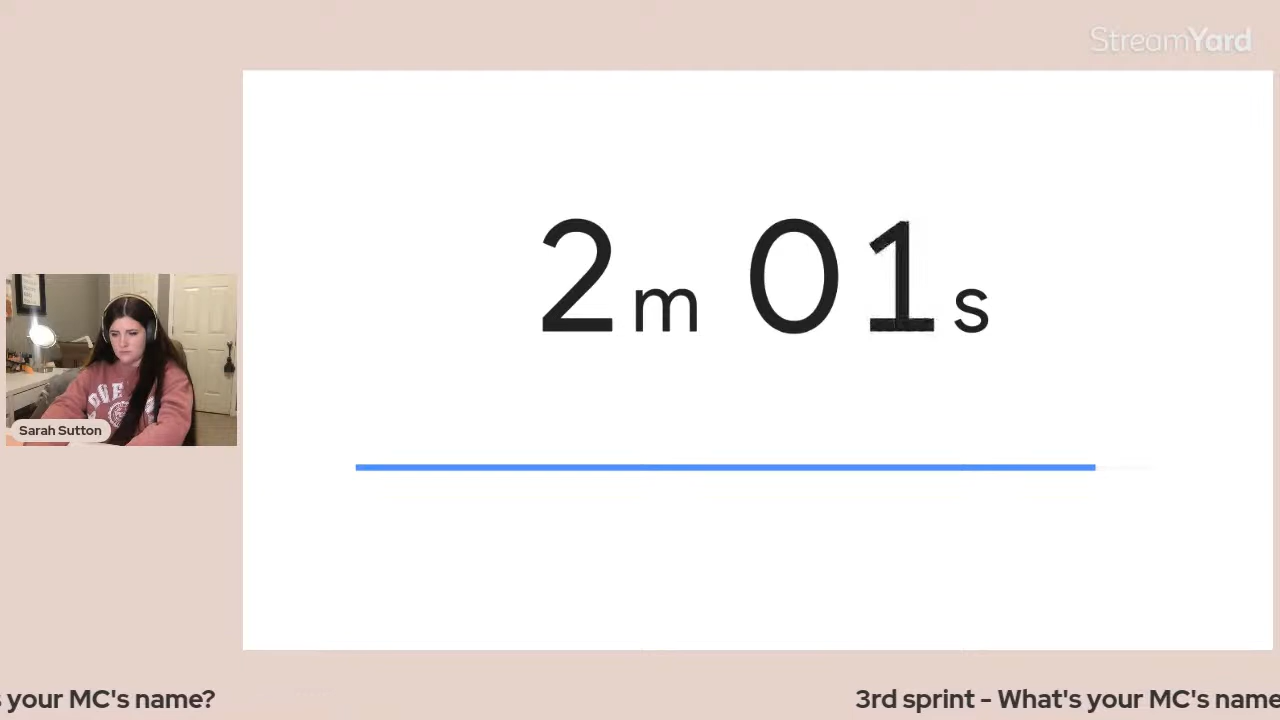 StreamYard
2m 01s
Sarah Sutton
s your MC's name?
3rd sprint - What's your MC's name